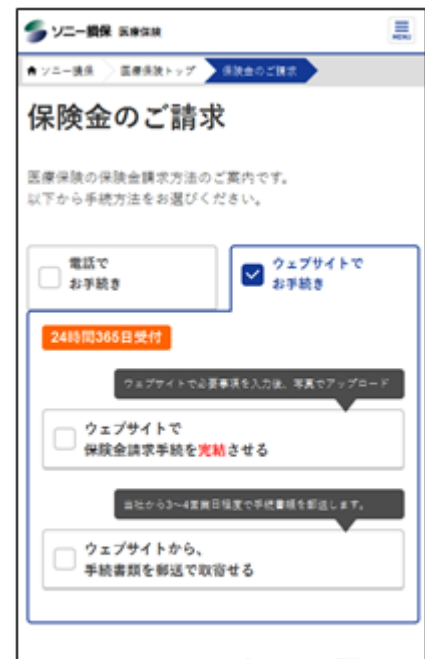 ソニー損保 医療保険
MENU
ソニー損保 医療保険トップ 保険金のご請求
保険金のご請求
医療保険の保険金請求方法のご案内です。
以下から手続方法をお選びください。
電話で
お手続き
ウェブサイトで
お手続き
24時間365日受付
ウェブサイトで必要事項を入力後、写真でアップロード
ウェブサイトで
保険金請求手続を完結させる
当社から3~4営業日程度で手続書類を郵送します。
ウェブサイトから、
手続書類を郵送で取寄せる